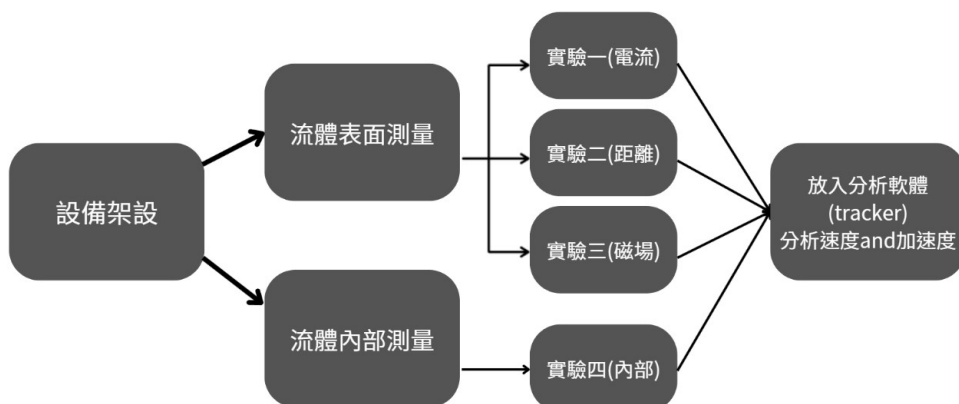 設備架設
流體表面測量
流體內部測量
實驗一(電流)
實驗二(距離)
實驗三(磁場)
實驗四(內部)
放入分析軟體
(tracker)
分析速度and加速度